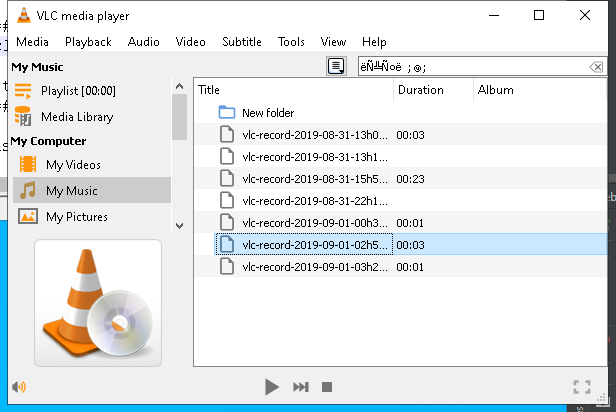 VLC media player
Media Playback Audio Video Subtitle Tools View Help
My Music
Playlist [00:00]
Media Library
My Computer
My Videos
My Music
My Pictures
Title Duration Album
New folder
vlc-record-2019-08-31-13h0... 00:03
vlc-record-2019-08-31-13h1...
vlc-record-2019-08-31-15h5... 00:23
vlc-record-2019-08-31-22h1...
vlc-record-2019-09-01-00h3... 00:01
vlc-record-2019-09-01-02h5... 00:03
vlc-record-2019-09-01-03h2... 00:01